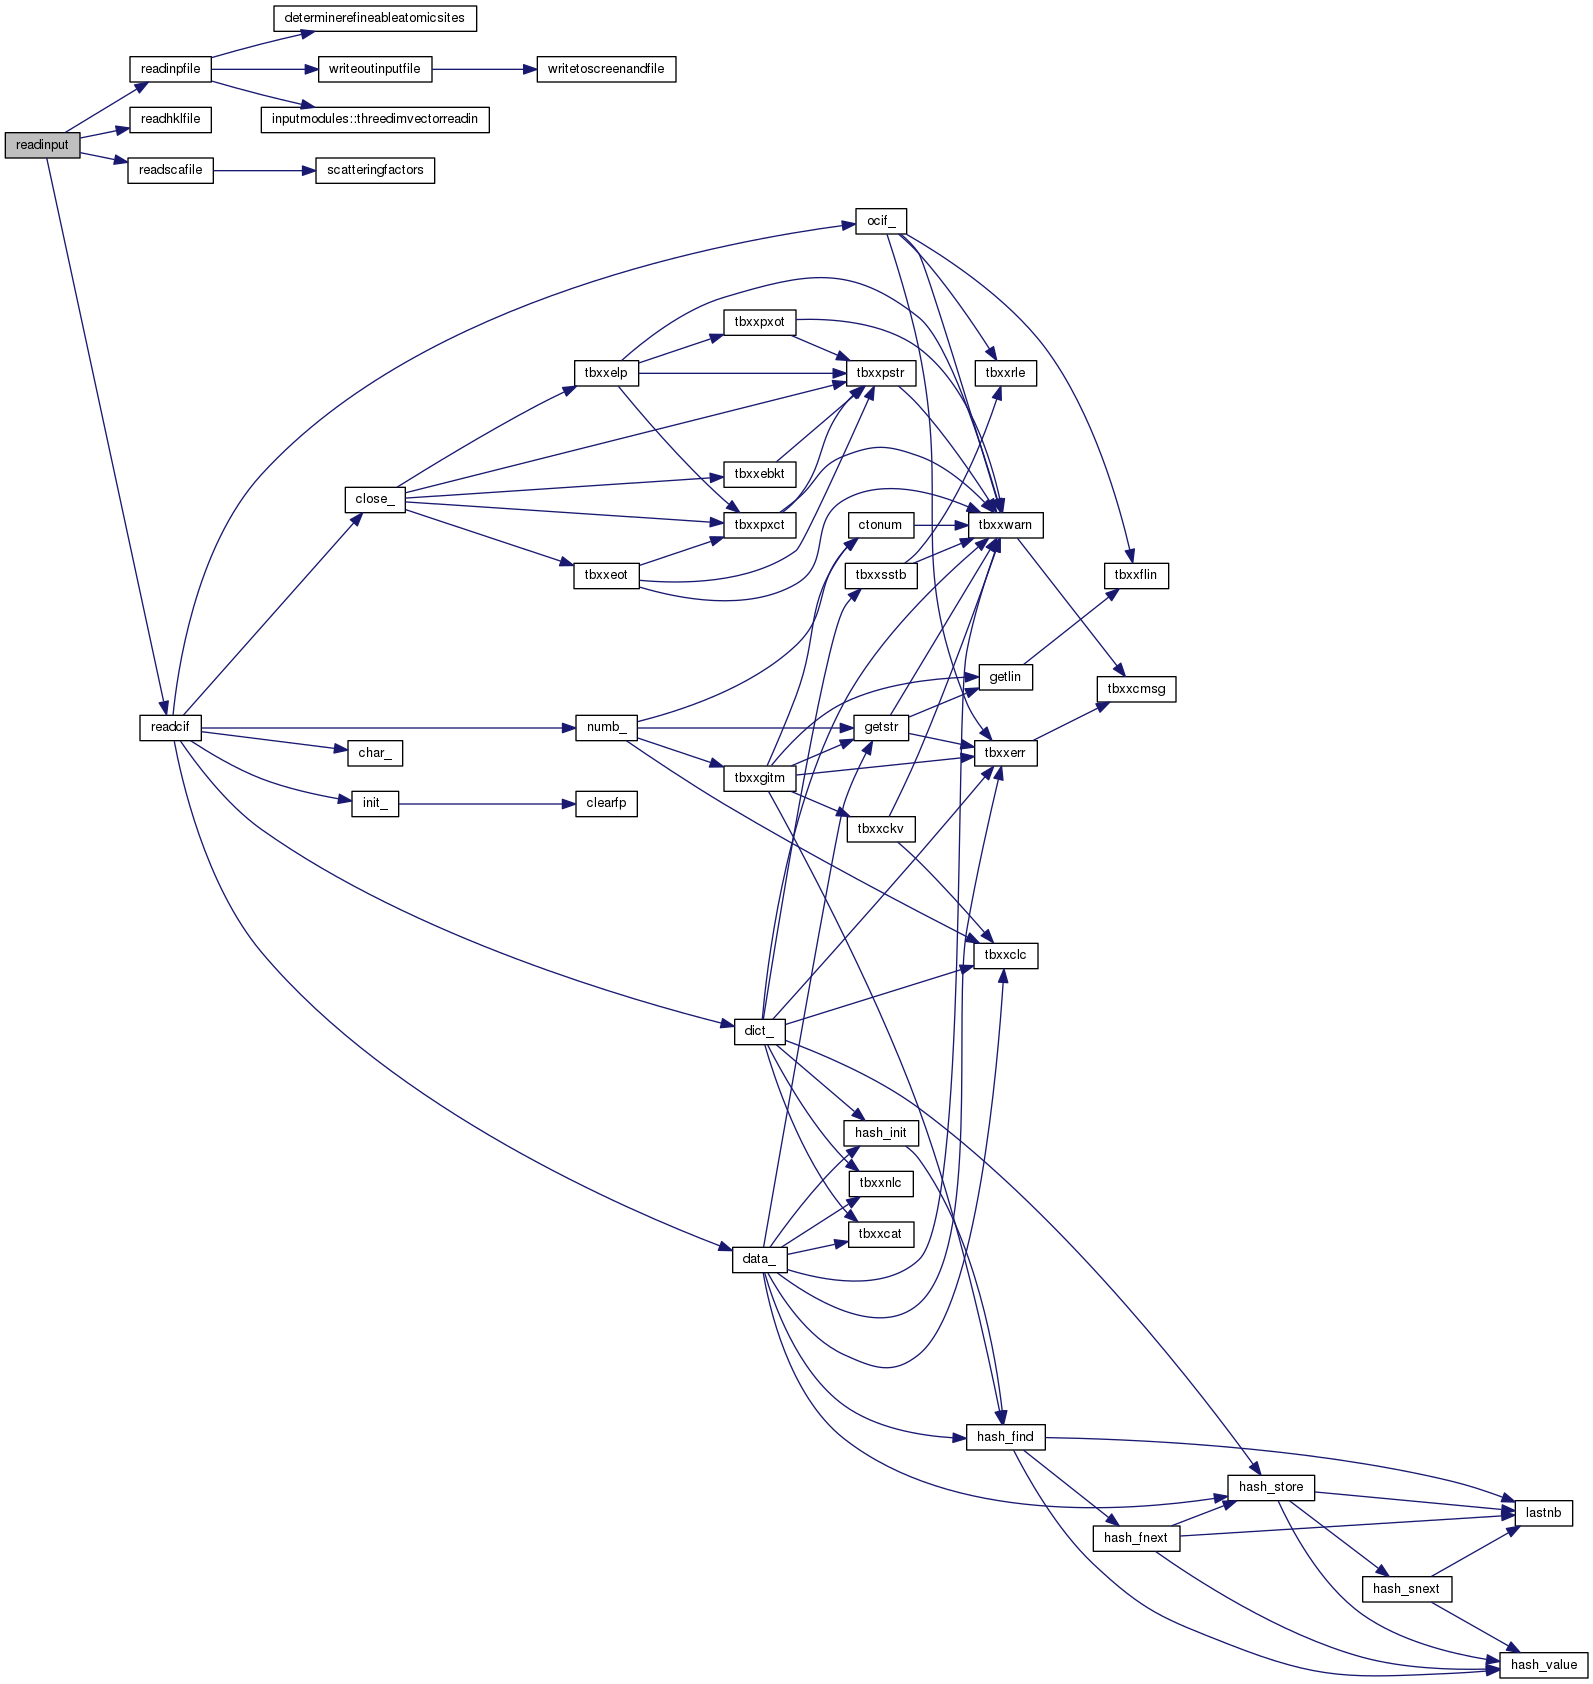 determinerefineableatomicsites
readinpfile
writeoutinputfile
writetoscreenandfile
readhklfile
inputmodules::threedimvectorreadin
readinput
readscafile
scatteringfactors
ocif_
tbxxpxot
tbxxelp
tbxxpstr
tbxxrle
tbxxebkt
close_
tbxxpxct
ctonum
tbxxwarn
tbxxeot
tbxxsstb
tbxxflin
getlin
tbxxcmsg
readcif
numb_
getstr
char_
tbxxerr
tbxxgitm
init_
clearfp
tbxxckv
tbxxclc
dict_
hash_init
tbxxnlc
tbxxcat
data_
hash_find
hash_store
lastnb
hash_fnext
hash_snext
hash_value